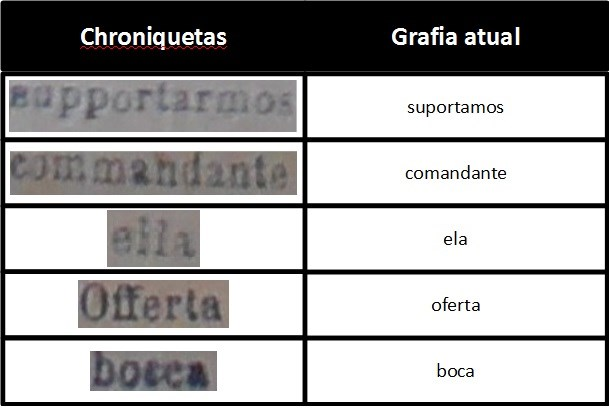 Chroniquetas Grafia atual
supportarmos suportamos
commandante comandante
ella ela
Offerta oferta
bocca boca